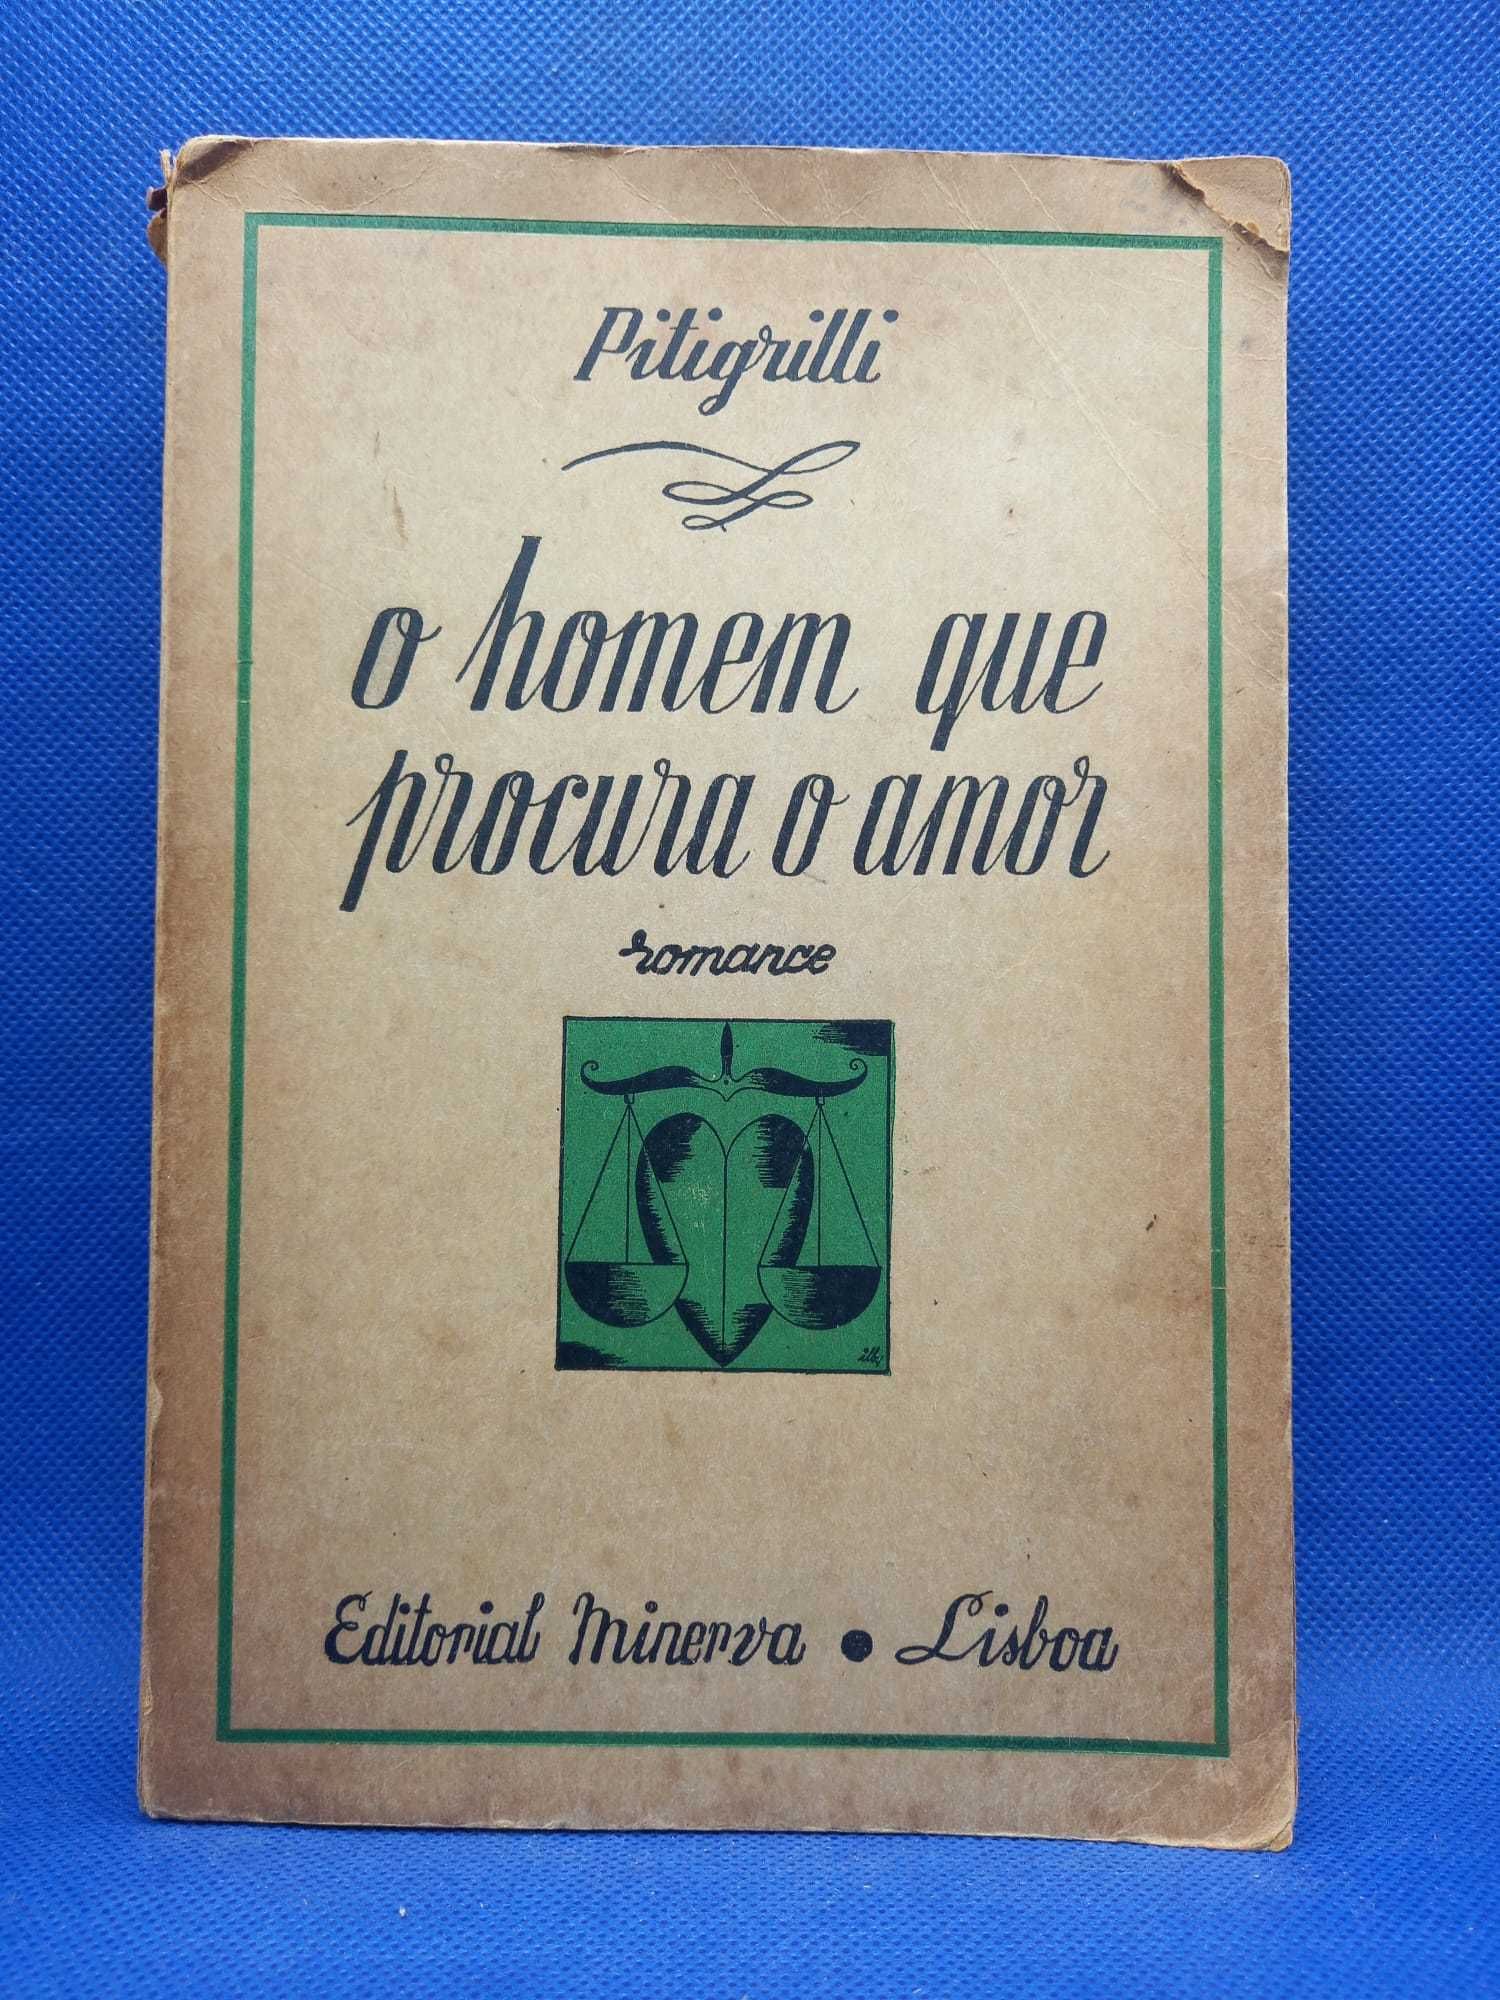 Pitigrilli
o homem que
procura o amor
romance
Editorial Minerva • Lisboa